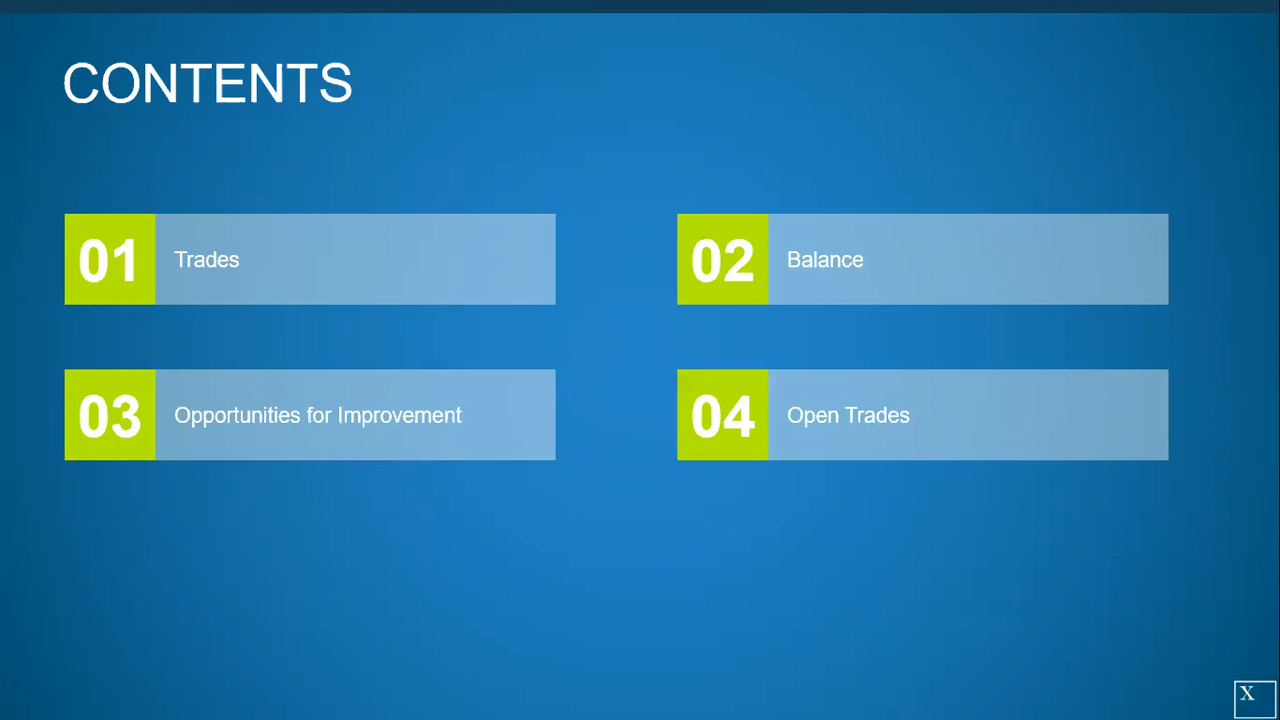 CONTENTS
01 Trades
02 Balance
03 Opportunities for Improvement
04 Open Trades
X